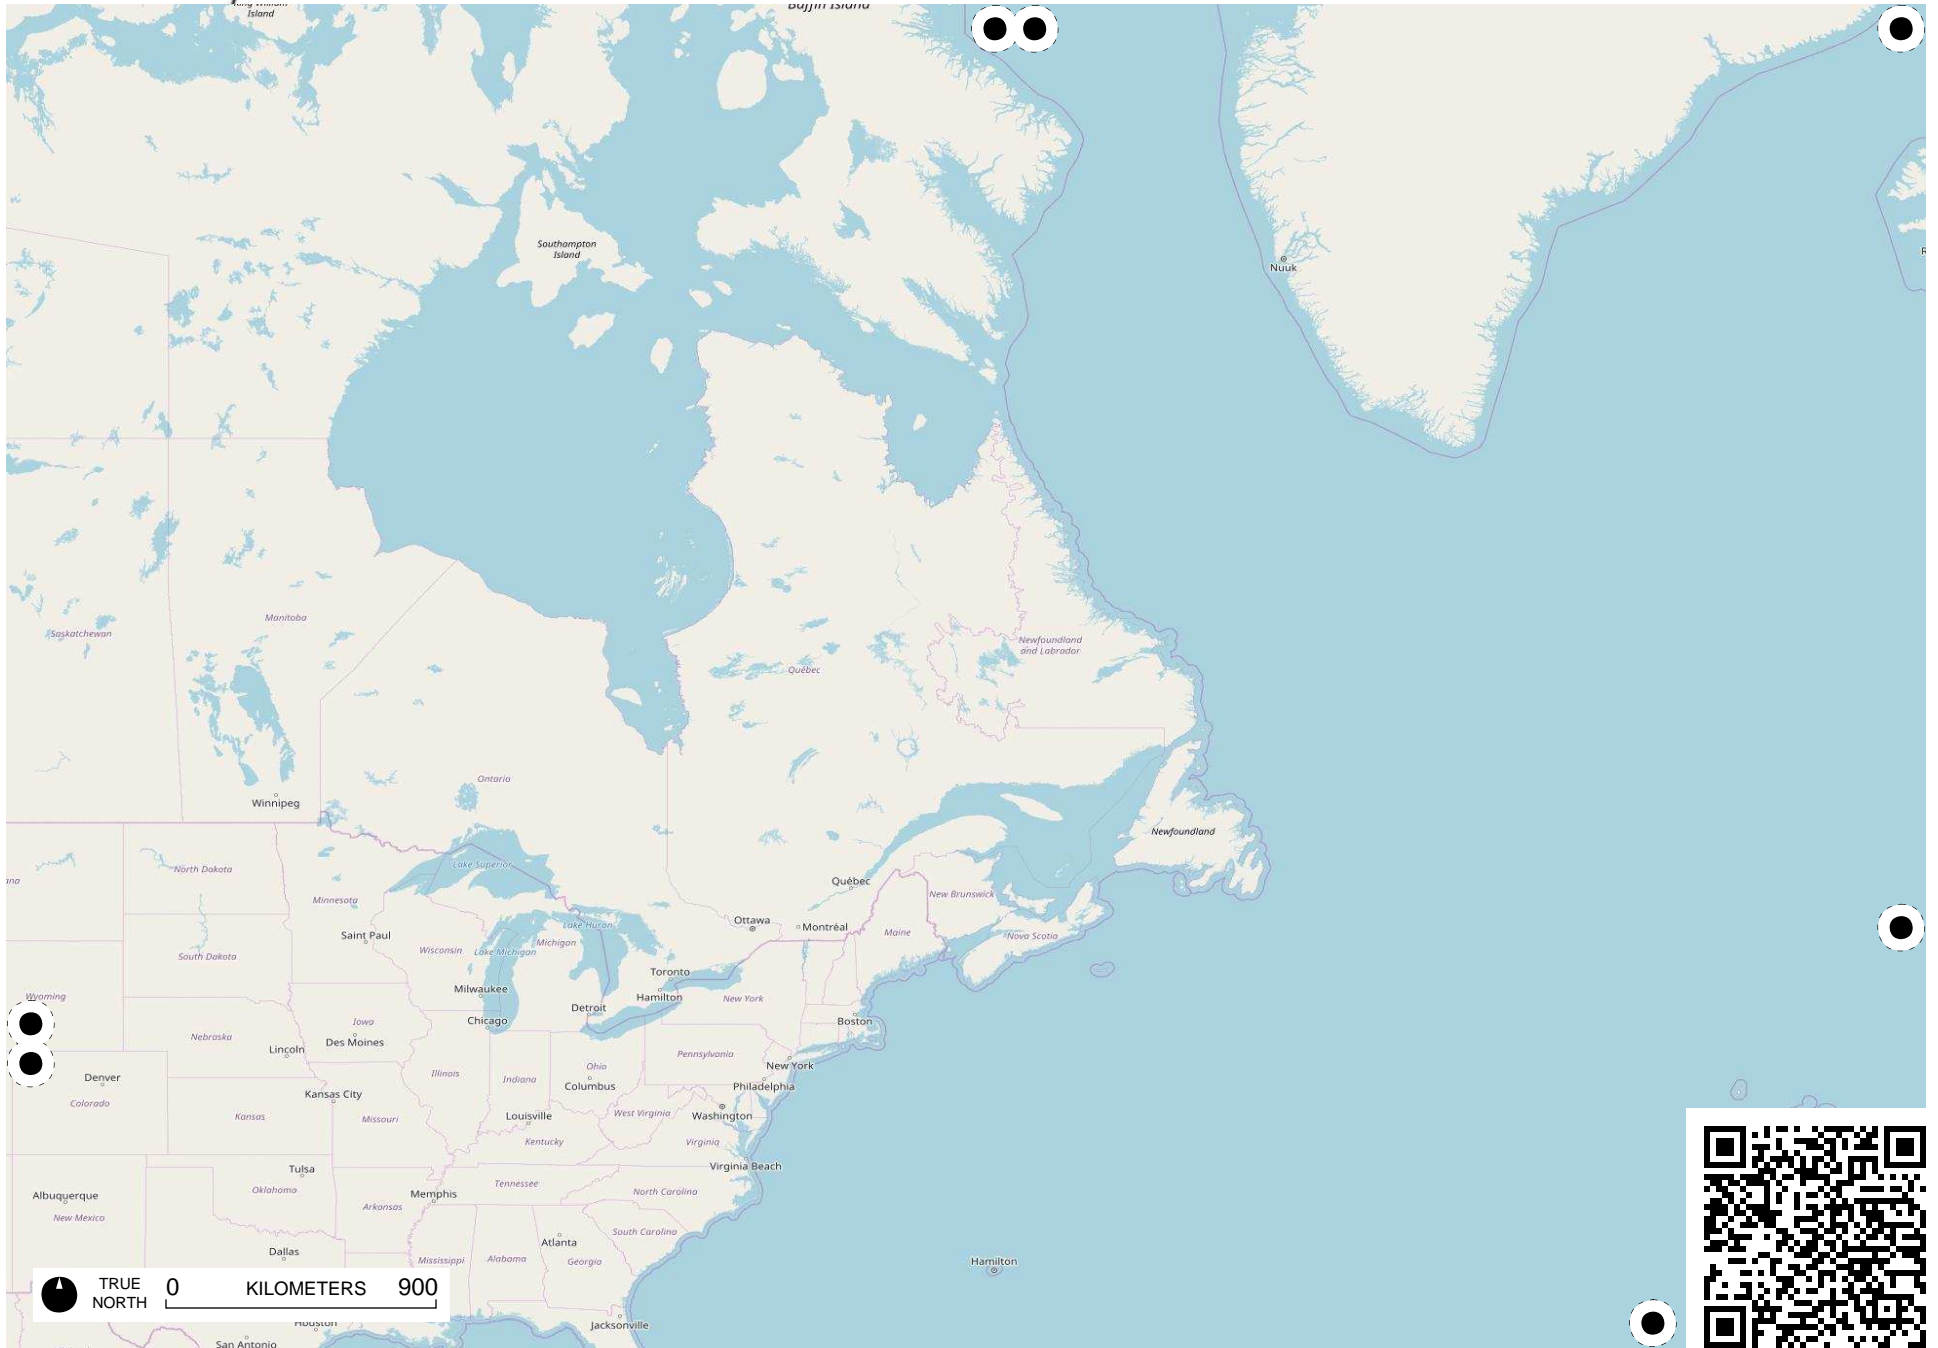 Island
Baffin Island
Southampton
Island
Nuuk
Manitoba
Saskatchewan
Newfoundland
and Labrador
Québec
Ontario
Winnipeg
Newfoundland
Lake Superior
North Dakota
Québec
Minnesota
New Brunswick
Ottawa
Montréal
Lake Huron
Saint Paul
Maine
Nova Scotia
Michigan
Wisconsin
Lake Michigan
South Dakota
Toronto
Milwaukee
Hamilton
New York
Wyoming
Detroit
Chicago
Boston
Iowa
Nebraska
Des Moines
Lincoln
Pennsylvania
New York
Ohio
Illinois
Indiana
Denver
Columbus
Philadelphia
Kansas City
Colorado
West Virginia
Washington
Kansas
Missouri
Louisville
Kentucky
Virginia
Virginia Beach
Tulsa
Tennessee
Oklahoma
North Carolina
Albuquerque
Memphis
Arkansas
New Mexico
South Carolina
Atlanta
Dallas
Mississippi
Alabama
Georgia
Hamilton
TRUE
NORTH
0 KILOMETERS 900
Houston
Jacksonville
San Antonio